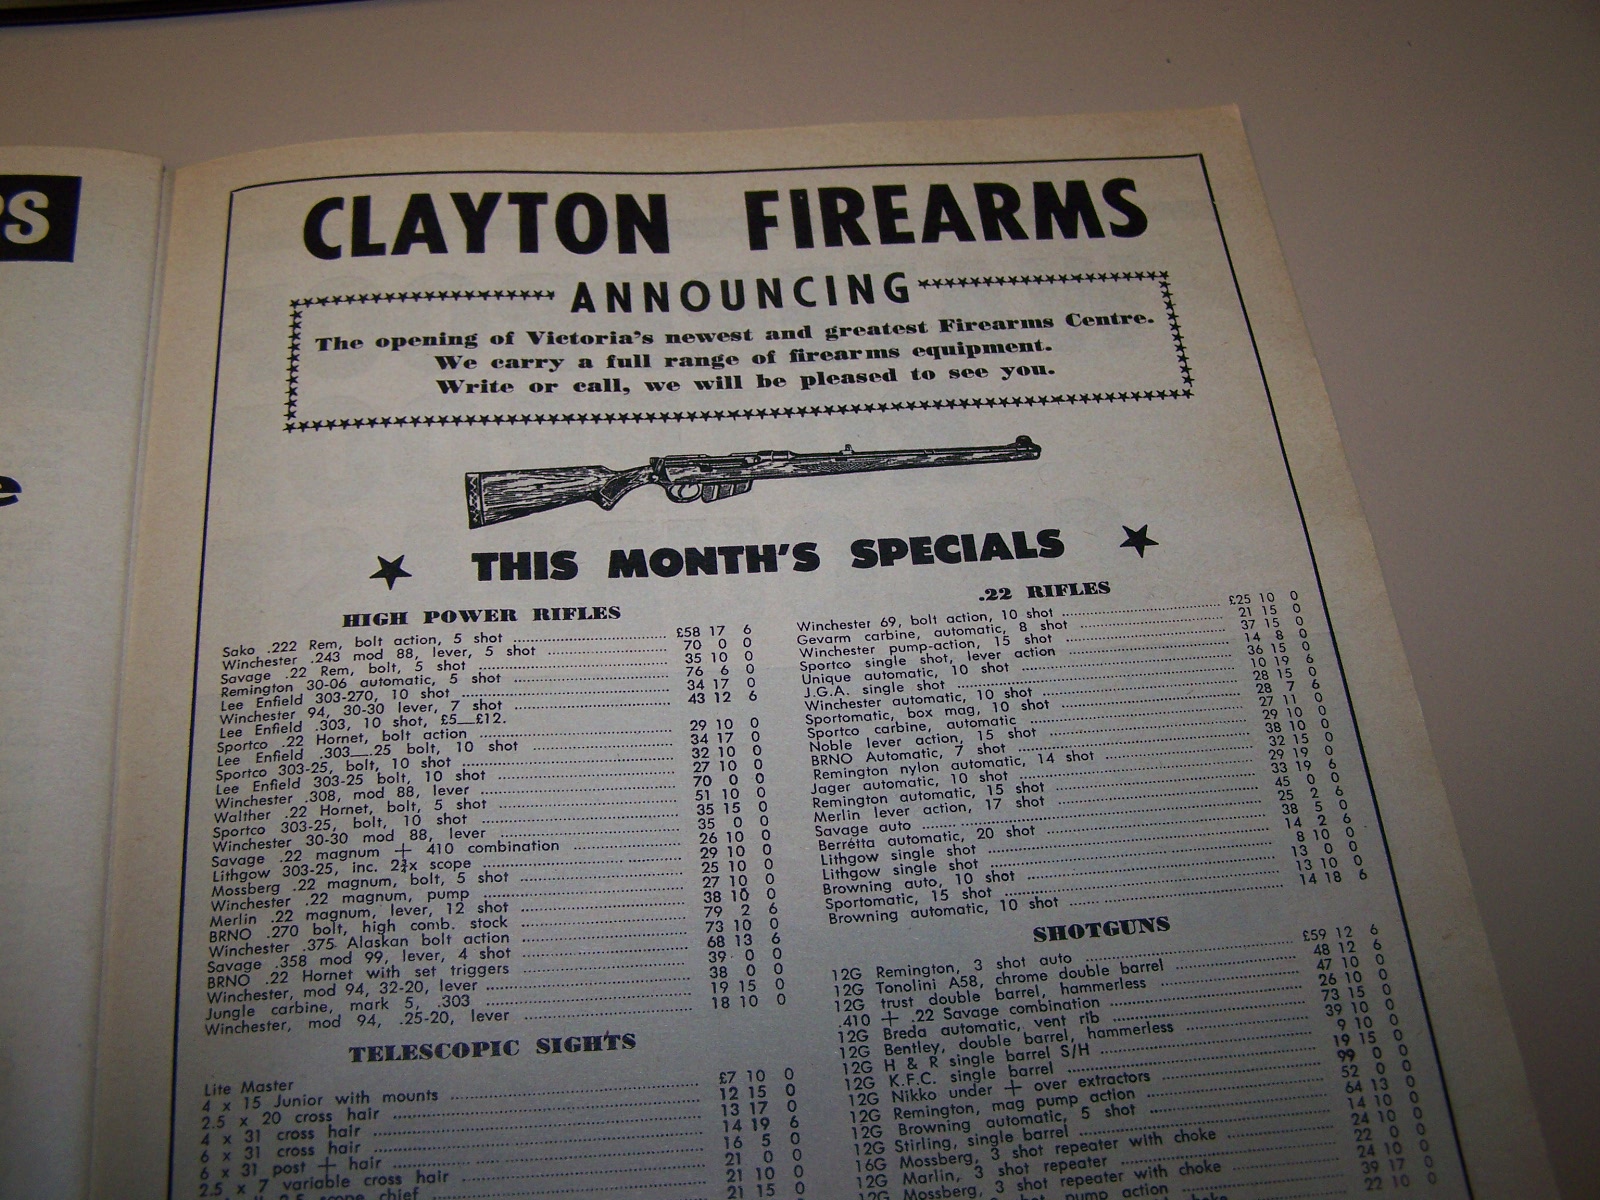 PS
e
CLAYTON FIREARMS
ANNOUNCING
The opening of Victoria's newest and greatest Firearms Centre.
We carry a full range of firearms equipment.
Write or call, we will be pleased to see you.
THIS MONTH'S SPECIALS
HIGH POWER RIFLES
Sako .222 Rem, bolt action, 5 shot £58 17 6
Winchester .243 mod 88, lever, 5 shot 70 0 0
Savage .22 Rem, bolt, 5 shot 35 10 0
Remington 30-06 automatic, 5 shot 76 6 0
Lee Enfield 303-270, 10 shot 34 17 0
Winchester 94, 30-30 lever, 7 shot 43 12 6
Lee Enfield .303, 10 shot, £5—£12.
Sportco .22 Hornet, bolt action 29 10 0
Lee Enfield .303—.25 bolt, 10 shot 34 17 0
Sportco 303-25, bolt, 10 shot 32 10 0
Lee Enfield 303-25 bolt, 10 shot 27 10 0
Winchester .308, mod 88, lever 70 0 0
Walther .22 Hornet, bolt, 5 shot 51 10 0
Sportco 303-25, bolt, 10 shot 35 15 0
Winchester 30-30 mod 88, lever 35 0 0
Savage .22 magnum + 410 combination 26 10 0
Lithgow 303-25, inc. 2¾x scope 29 10 0
Mossberg .22 magnum, bolt, 5 shot 25 10 0
Winchester .22 magnum, pump 27 10 0
Merlin .22 magnum, lever, 12 shot 38 10 0
BRNO .270 bolt, high comb. stock 79 2 6
Winchester .375 Alaskan bolt action 73 10 0
Savage .358 mod 99, lever, 4 shot 68 13 6
BRNO .22 Hornet with set triggers 39 0 0
Winchester, mod 94, 32-20, lever 38 0 0
Jungle carbine, mark 5, .303 19 15 0
Winchester, mod 94, .25-20, lever 18 10 0
TELESCOPIC SIGHTS
Lite Master
4 x 15 Junior with mounts £7 10 0
2.5 x 20 cross hair 12 15 0
4 x 31 cross hair 13 17 0
6 x 31 cross hair 14 19 6
6 x 31 post + hair 16 5 0
2.5 x 7 variable cross hair 21 0 0
scope chief 21 10 0
21 15 0
.22 RIFLES
Winchester 69, bolt action, 10 shot £25 10 0
Gevarm carbine, automatic, 8 shot 21 15 0
Winchester pump-action, 15 shot 37 15 0
Sportco single shot, lever action 14 8 0
Unique automatic, 10 shot 36 15 0
J.G.A. single shot 10 19 6
Winchester automatic, 10 shot 28 15 0
Sportomatic, box mag, 10 shot 28 7 6
Sportco carbine, automatic 27 11 0
Noble lever action, 15 shot 29 10 0
BRNO Automatic, 7 shot 38 10 0
Remington nylon automatic, 14 shot 32 15 0
Jager automatic, 10 shot 29 19 0
Remington automatic, 15 shot 33 19 6
Merlin lever action, 17 shot 45 0 0
Savage auto 25 2 6
Berrétta automatic, 20 shot 38 5 0
Lithgow single shot 14 2 6
Lithgow single shot 8 10 0
Browning auto, 10 shot 13 0 0
Sportomatic, 15 shot 13 10 0
Browning automatic, 10 shot 14 18 6
SHOTGUNS
12G Remington, 3 shot auto £59 12 6
12G Tonolini A58, chrome double barrel 48 12 6
12G trust double barrel, hammerless 47 10 0
.410 + .22 Savage combination 26 10 0
12G Breda automatic, vent rib 73 15 0
12G Bentley, double barrel, hammerless 39 10 0
12G H & R single barrel S/H 9 10 0
12G K.F.C. single barrel 19 15 0
12G Nikko under + over extractors 99 0 0
12G Remington, mag pump action 52 0 0
12G Browning automatic, 5 shot 64 13 0
12G Stirling, single barrel 14 10 0
16G Mossberg, 3 shot repeater with choke 24 10 0
12G Marlin, 3 shot repeater 22 0 0
12G Mossberg, 3 shot repeater with choke 24 10 0
shot pump action 39 17 0
choke 22 10 0